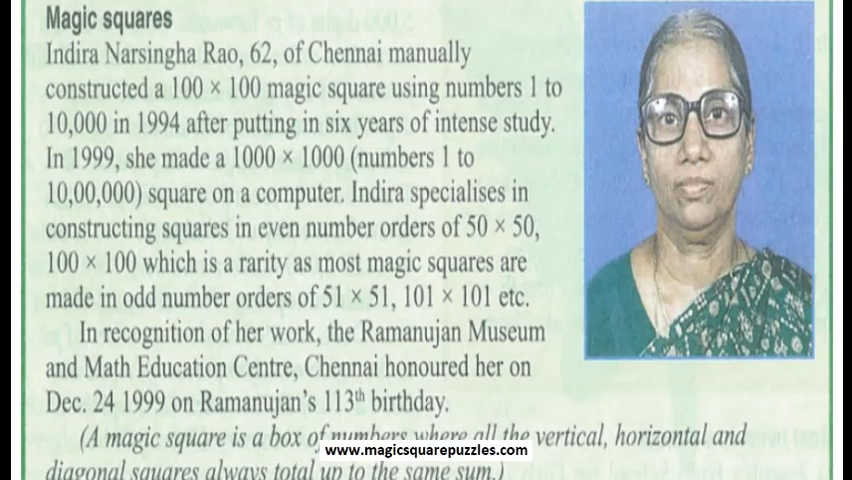 Magic squares
Indira Narsingha Rao, 62, of Chennai manually
constructed a 100 × 100 magic square using numbers 1 to
10,000 in 1994 after putting in six years of intense study.
In 1999, she made a 1000 × 1000 (numbers 1 to
10,00,000) square on a computer. Indira specialises in
constructing squares in even number orders of 50 × 50,
100 × 100 which is a rarity as most magic squares are
made in odd number orders of 51 × 51, 101 × 101 etc.
In recognition of her work, the Ramanujan Museum
and Math Education Centre, Chennai honoured her on
Dec. 24 1999 on Ramanujan's 113th birthday.
(A magic square is a box of numbers where all the vertical, horizontal and
www.magicsquarepuzzles.com
diagonal squares always total up to the same sum.)